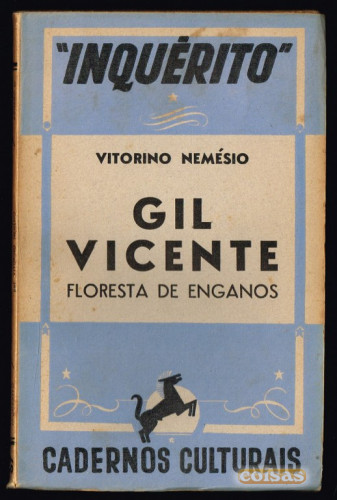 "INQUÉRITO"
VITORINO NEMÉSIO
GIL
VICENTE
FLORESTA DE ENGANOS
CADERNOS CULTURAIS
coisas